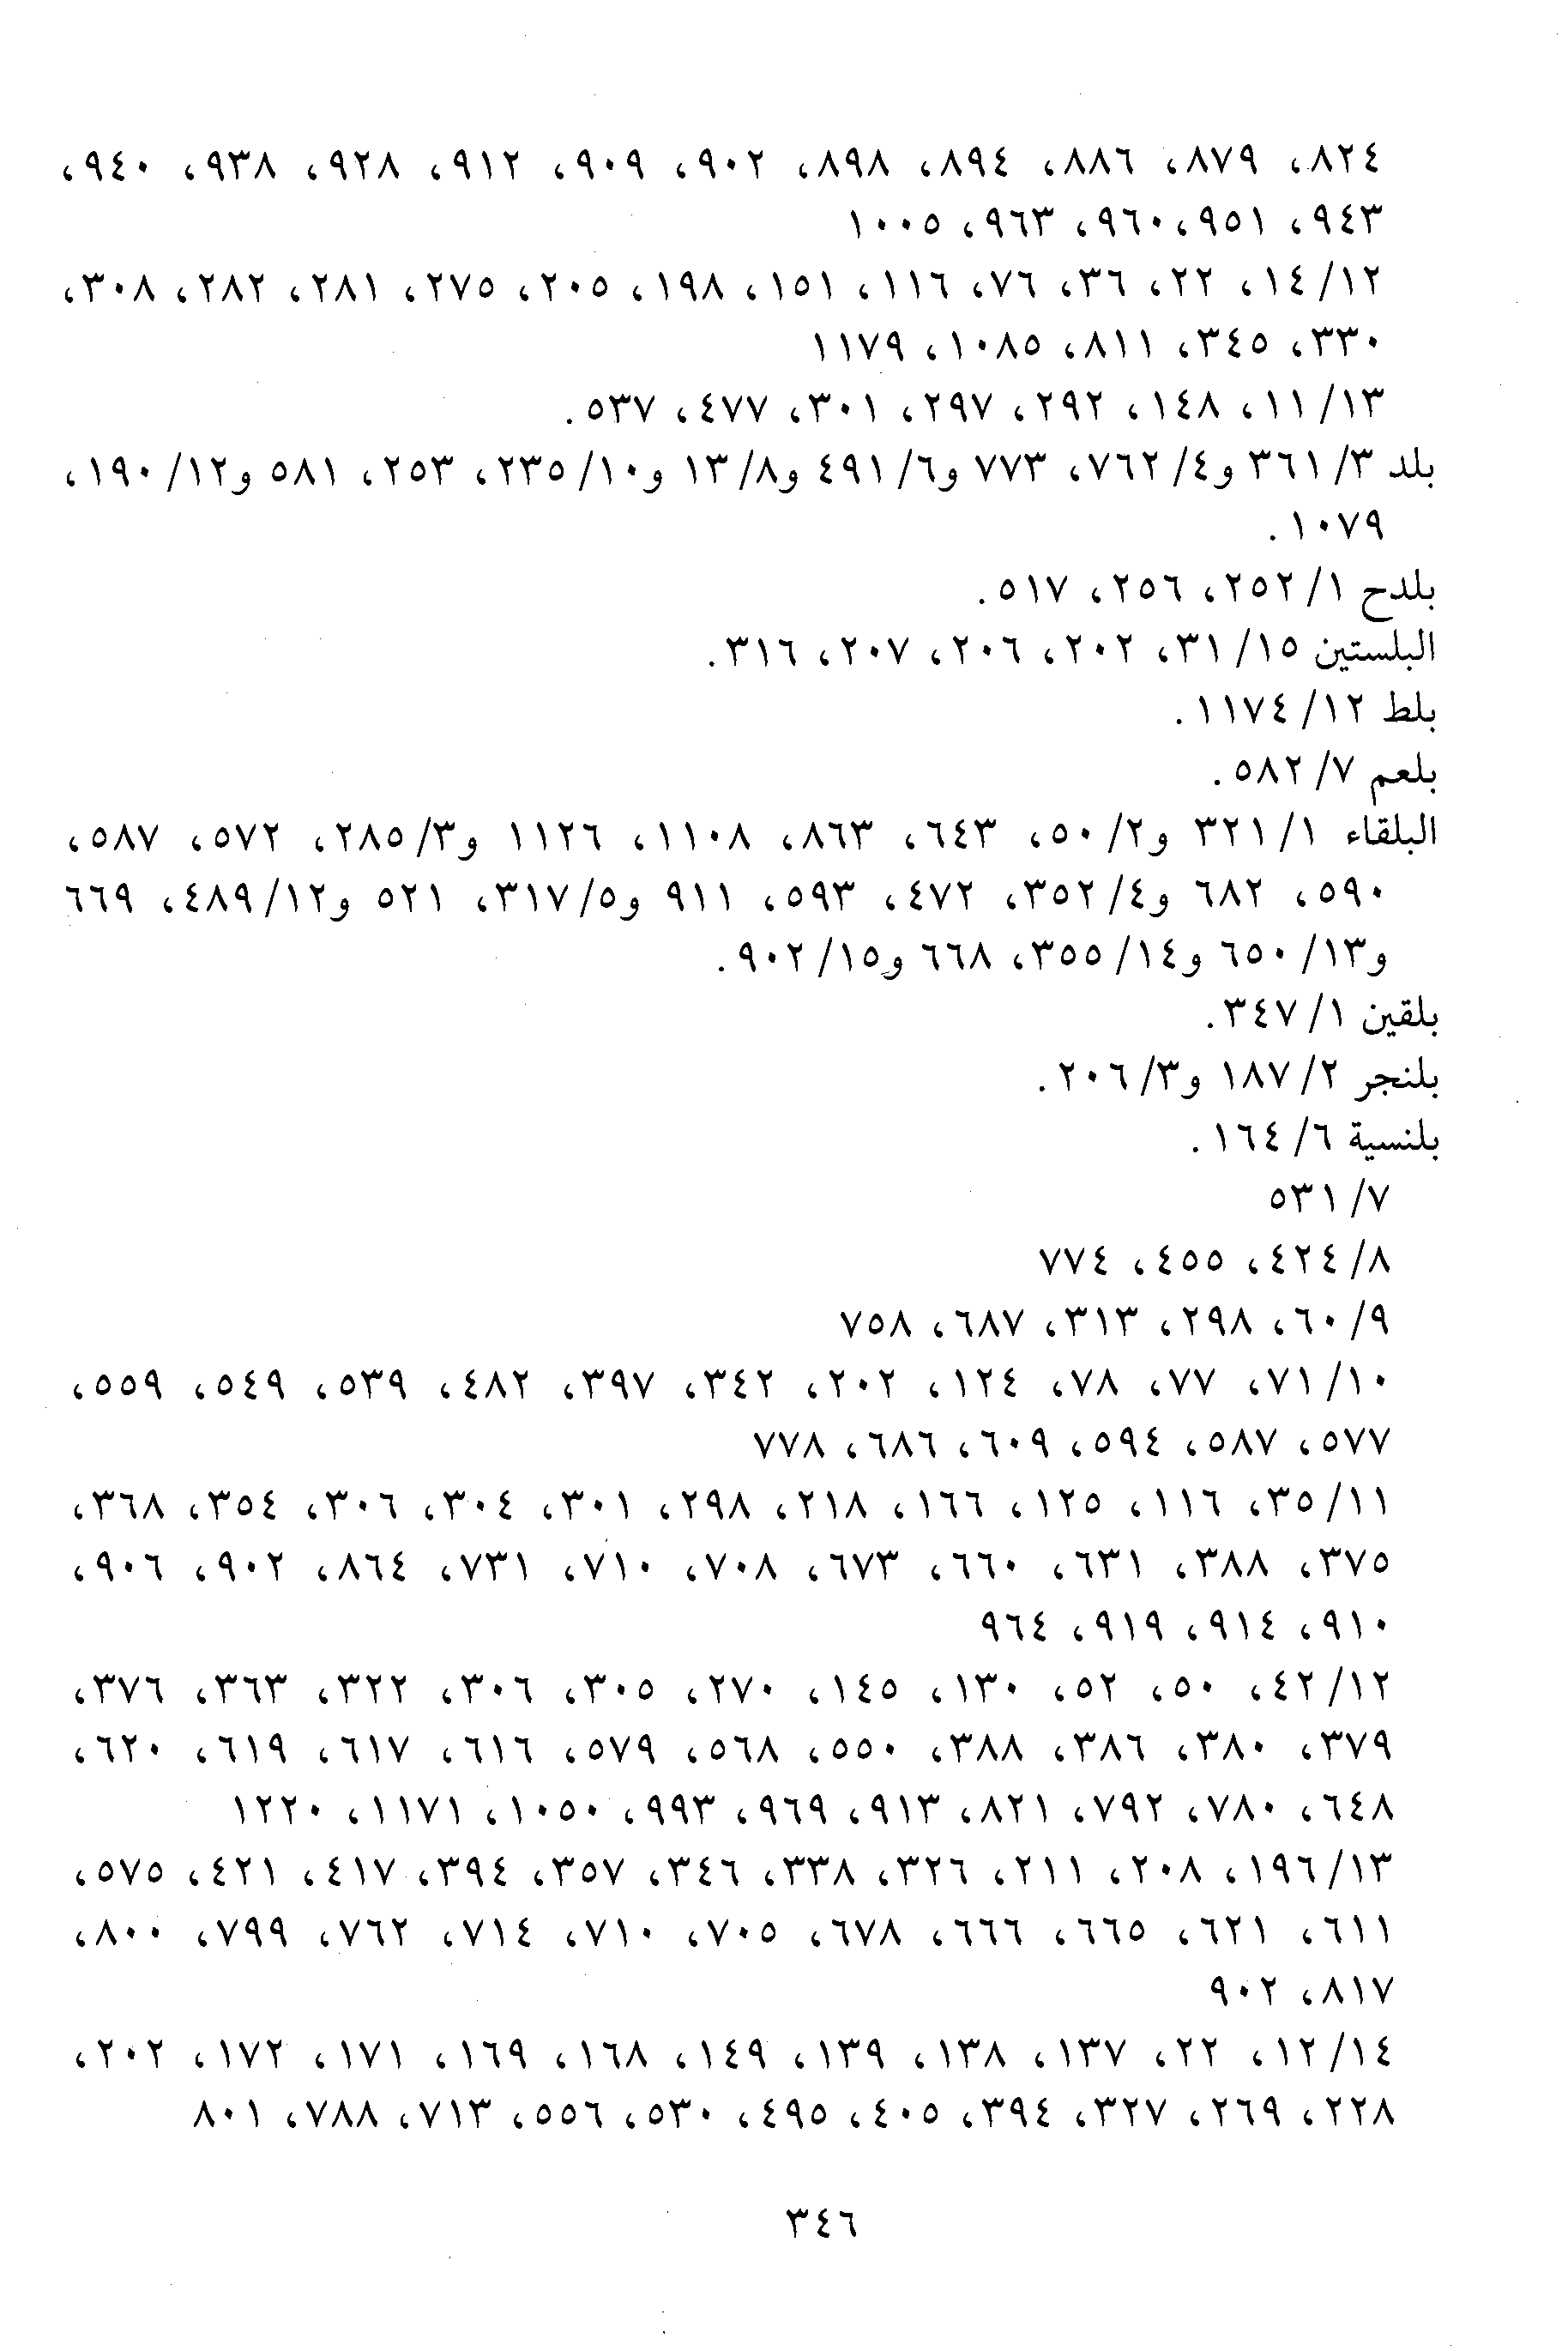 ٨٢٤، ٨٧٩، ٨٨٦، ٨٩٤، ٨٩٨، ٩٠٢، ٩٠٩، ٩١٢، ٩٢٨، ٩٣٨، ٩٤٠،
٩٤٣، ٩٥١، ٩٦٠، ٩٦٣، ١٠٠٥
١٤/١٢، ٢٢، ٣٦، ٧٦، ١١٦، ١٥١، ١٩٨، ٢٠٥، ٢٧٥، ٢٨١، ٢٨٢، ٣٠٨،
٣٣٠، ٣٤٥، ٨١١، ١٠٨٥، ١١٧٩
١١/١٣، ١٤٨، ٢٩٢، ٢٩٧، ٣٠١، ٤٧٧، ٥٣٧.
بلد ٣/ ٣٦١ و٤/ ٧٦٢، ٧٧٣ و٦/ ٤٩١ و٨/ ١٣ و١٠/ ٢٣٥، ٢٥٣، ٥٨١ و١٢/ ١٩٠،
١٠٧٩.
بلدح ١/ ٢٥٢، ٢٥٦، ٥١٧.
البلستين ١٥/ ٣١، ٢٠٢، ٢٠٦، ٢٠٧، ٣١٦.
بلط ١٢/ ١١٧٤.
بلعم ٧/ ٥٨٢.
البلقاء ١/ ٣٢١ و٢/ ٥٠، ٦٤٣، ٨٦٣، ١١٠٨، ١١٢٦ و٣/ ٢٨٥، ٥٧٢، ٥٨٧،
٥٩٠، ٦٨٢ و٤/ ٣٥٢، ٤٧٢، ٥٩٣، ٩١١ و٥/ ٣١٧، ٥٢١ و١٢/ ٤٨٩، ٦٦٩
و١٣/ ٦٥٠ و١٤/ ٣٥٥، ٦٦٨ و١٥/ ٩٠٢.
بلقين ١/ ٣٤٧.
بلنجر ٢/ ١٨٧ و٣/ ٢٠٦.
بلنسية ٦/ ١٦٤.
٧/ ٥٣١
٨/ ٤٢٤، ٤٥٥، ٧٧٤
٩/ ٦٠، ٢٩٨، ٣١٣، ٦٨٧، ٧٥٨
١٠/ ٧١، ٧٧، ٧٨، ١٢٤، ٢٠٢، ٣٤٢، ٣٩٧، ٤٨٢، ٥٣٩، ٥٤٩، ٥٥٩،
٥٧٧، ٥٨٧، ٥٩٤، ٦٠٩، ٦٨٦، ٧٧٨
١١/ ٣٥، ١١٦، ١٢٥، ١٦٦، ٢١٨، ٢٩٨، ٣٠١، ٣٠٤، ٣٠٦، ٣٥٤، ٣٦٨،
٣٧٥، ٣٨٨، ٦٣١، ٦٦٠، ٦٧٣، ٧٠٨، ٧١٠، ٧٣١، ٨٦٤، ٩٠٢، ٩٠٦،
٩١٠، ٩١٤، ٩١٩، ٩٦٤
١٢/ ٤٢، ٥٠، ٥٢، ١٣٠، ١٤٥، ٢٧٠، ٣٠٥، ٣٠٦، ٣٢٢، ٣٦٣، ٣٧٦،
٣٧٩، ٣٨٠، ٣٨٦، ٣٨٨، ٥٥٠، ٥٦٨، ٥٧٩، ٦١٦، ٦١٧، ٦١٩، ٦٢٠،
٦٤٨، ٧٨٠، ٧٩٢، ٨٢١، ٩١٣، ٩٦٩، ٩٩٣، ١٠٥٠، ١١٧١، ١٢٢٠
١٣/ ١٩٦، ٢٠٨، ٢١١، ٣٢٦، ٣٣٨، ٣٤٦، ٣٥٧، ٣٩٤، ٤١٧، ٤٢١، ٥٧٥،
٦١١، ٦٢١، ٦٦٥، ٦٦٦، ٦٧٨، ٧٠٥، ٧١٠، ٧١٤، ٧٦٢، ٧٩٩، ٨٠٠،
٨١٧، ٩٠٢
١٤/ ١٢، ٢٢، ١٣٧، ١٣٨، ١٣٩، ١٤٩، ١٦٨، ١٦٩، ١٧١، ١٧٢، ٢٠٢،
٢٢٨، ٢٦٩، ٣٢٧، ٣٩٤، ٤٠٥، ٤٩٥، ٥٣٠، ٥٥٦، ٧١٣، ٧٨٨، ٨٠١
٣٤٦